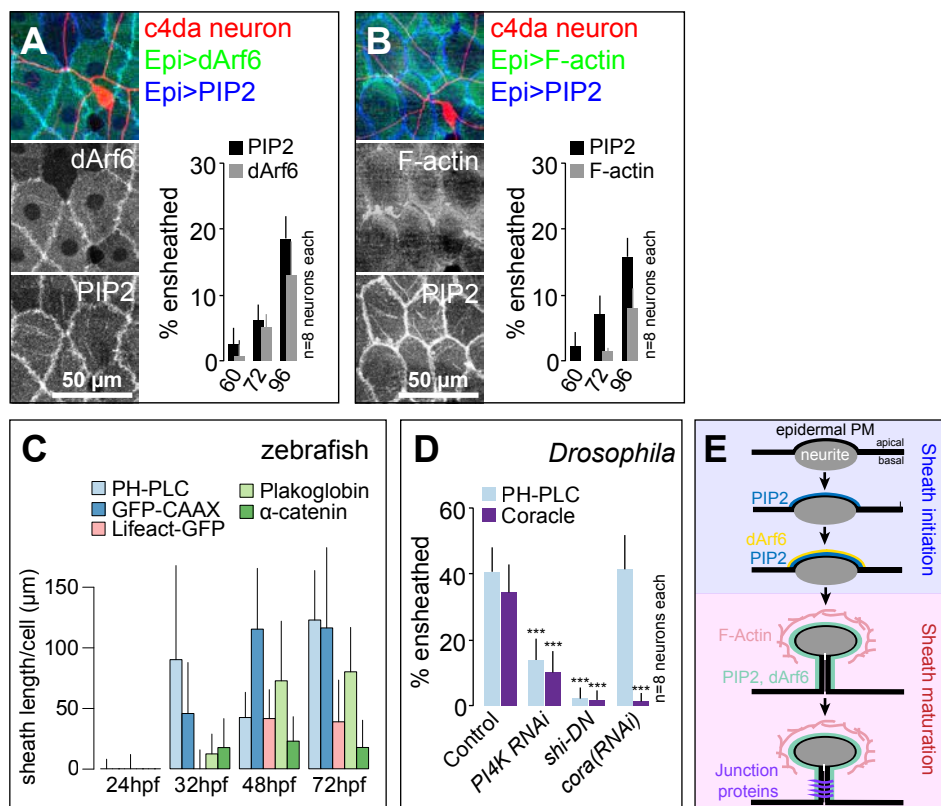 A
c4da neuron
Epi>dArf6
Epi>PIP2
dArf6
PIP2
50 µm
PIP2
dArf6
% ensheathed
30
20
10
0
60
72
96
n=8 neurons each
B
c4da neuron
Epi>F-actin
Epi>PIP2
F-actin
PIP2
50 µm
PIP2
F-actin
% ensheathed
30
20
10
0
60
72
96
n=8 neurons each
C
zebrafish
PH-PLC
GFP-CAAX
Lifeact-GFP
Plakoglobin
α-catenin
sheath length/cell (µm)
150
100
50
0
24hpf
32hpf
48hpf
72hpf
D
Drosophila
PH-PLC
Coracle
% ensheathed
60
40
20
0
*** ***
*** ***
***
Control
PI4K RNAi
shi-DN
cora(RNAi)
n=8 neurons each
E
epidermal PM
apical
basal
neurite
PIP2
dArf6
PIP2
Sheath initiation
F-Actin
PIP2, dArf6
Junction
proteins
Sheath maturation